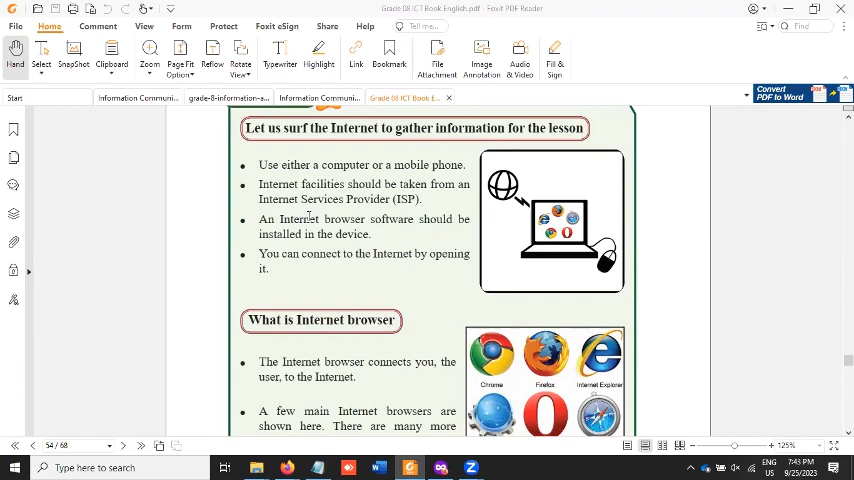 Grade 08 ICT Book English.pdf - Foxit PDF Reader
File Home Comment View Form Protect Foxit eSign Share Help Tell me... Find
Hand Select SnapShot Clipboard Zoom Page Fit Option Reflow Rotate View Typewriter Highlight Link Bookmark File Attachment Image Annotation Audio & Video Fill & Sign
Start Information Communi... grade-8-information-a... Information Communi... Grade 08 ICT Book E...
Convert
PDF to Word
Let us surf the Internet to gather information for the lesson
Use either a computer or a mobile phone.
Internet facilities should be taken from an
Internet Services Provider (ISP).
An Internet browser software should be
installed in the device.
You can connect to the Internet by opening
it.
What is Internet browser
The Internet browser connects you, the
user, to the Internet.
Chrome Firefox Internet Explorer
A few main Internet browsers are
shown here. There are many more
54 / 68
125%
Type here to search
ENG
US
7:43 PM
9/25/2023